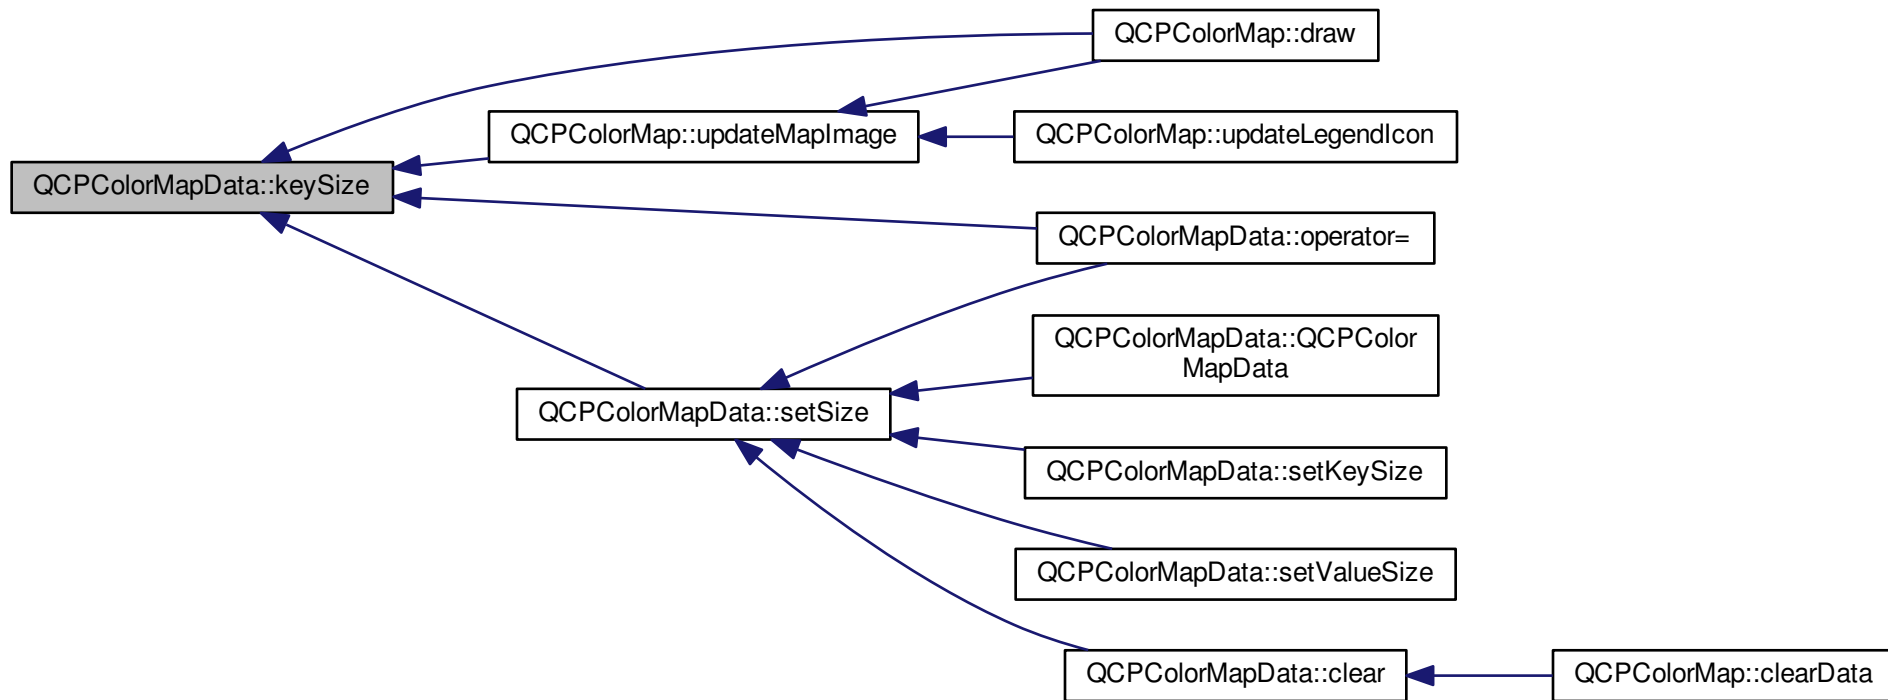 QCPColorMap::draw
QCPColorMap::updateMapImage
QCPColorMap::updateLegendIcon
QCPColorMapData::keySize
QCPColorMapData::operator=
QCPColorMapData::QCPColor
MapData
QCPColorMapData::setSize
QCPColorMapData::setKeySize
QCPColorMapData::setValueSize
QCPColorMapData::clear
QCPColorMap::clearData